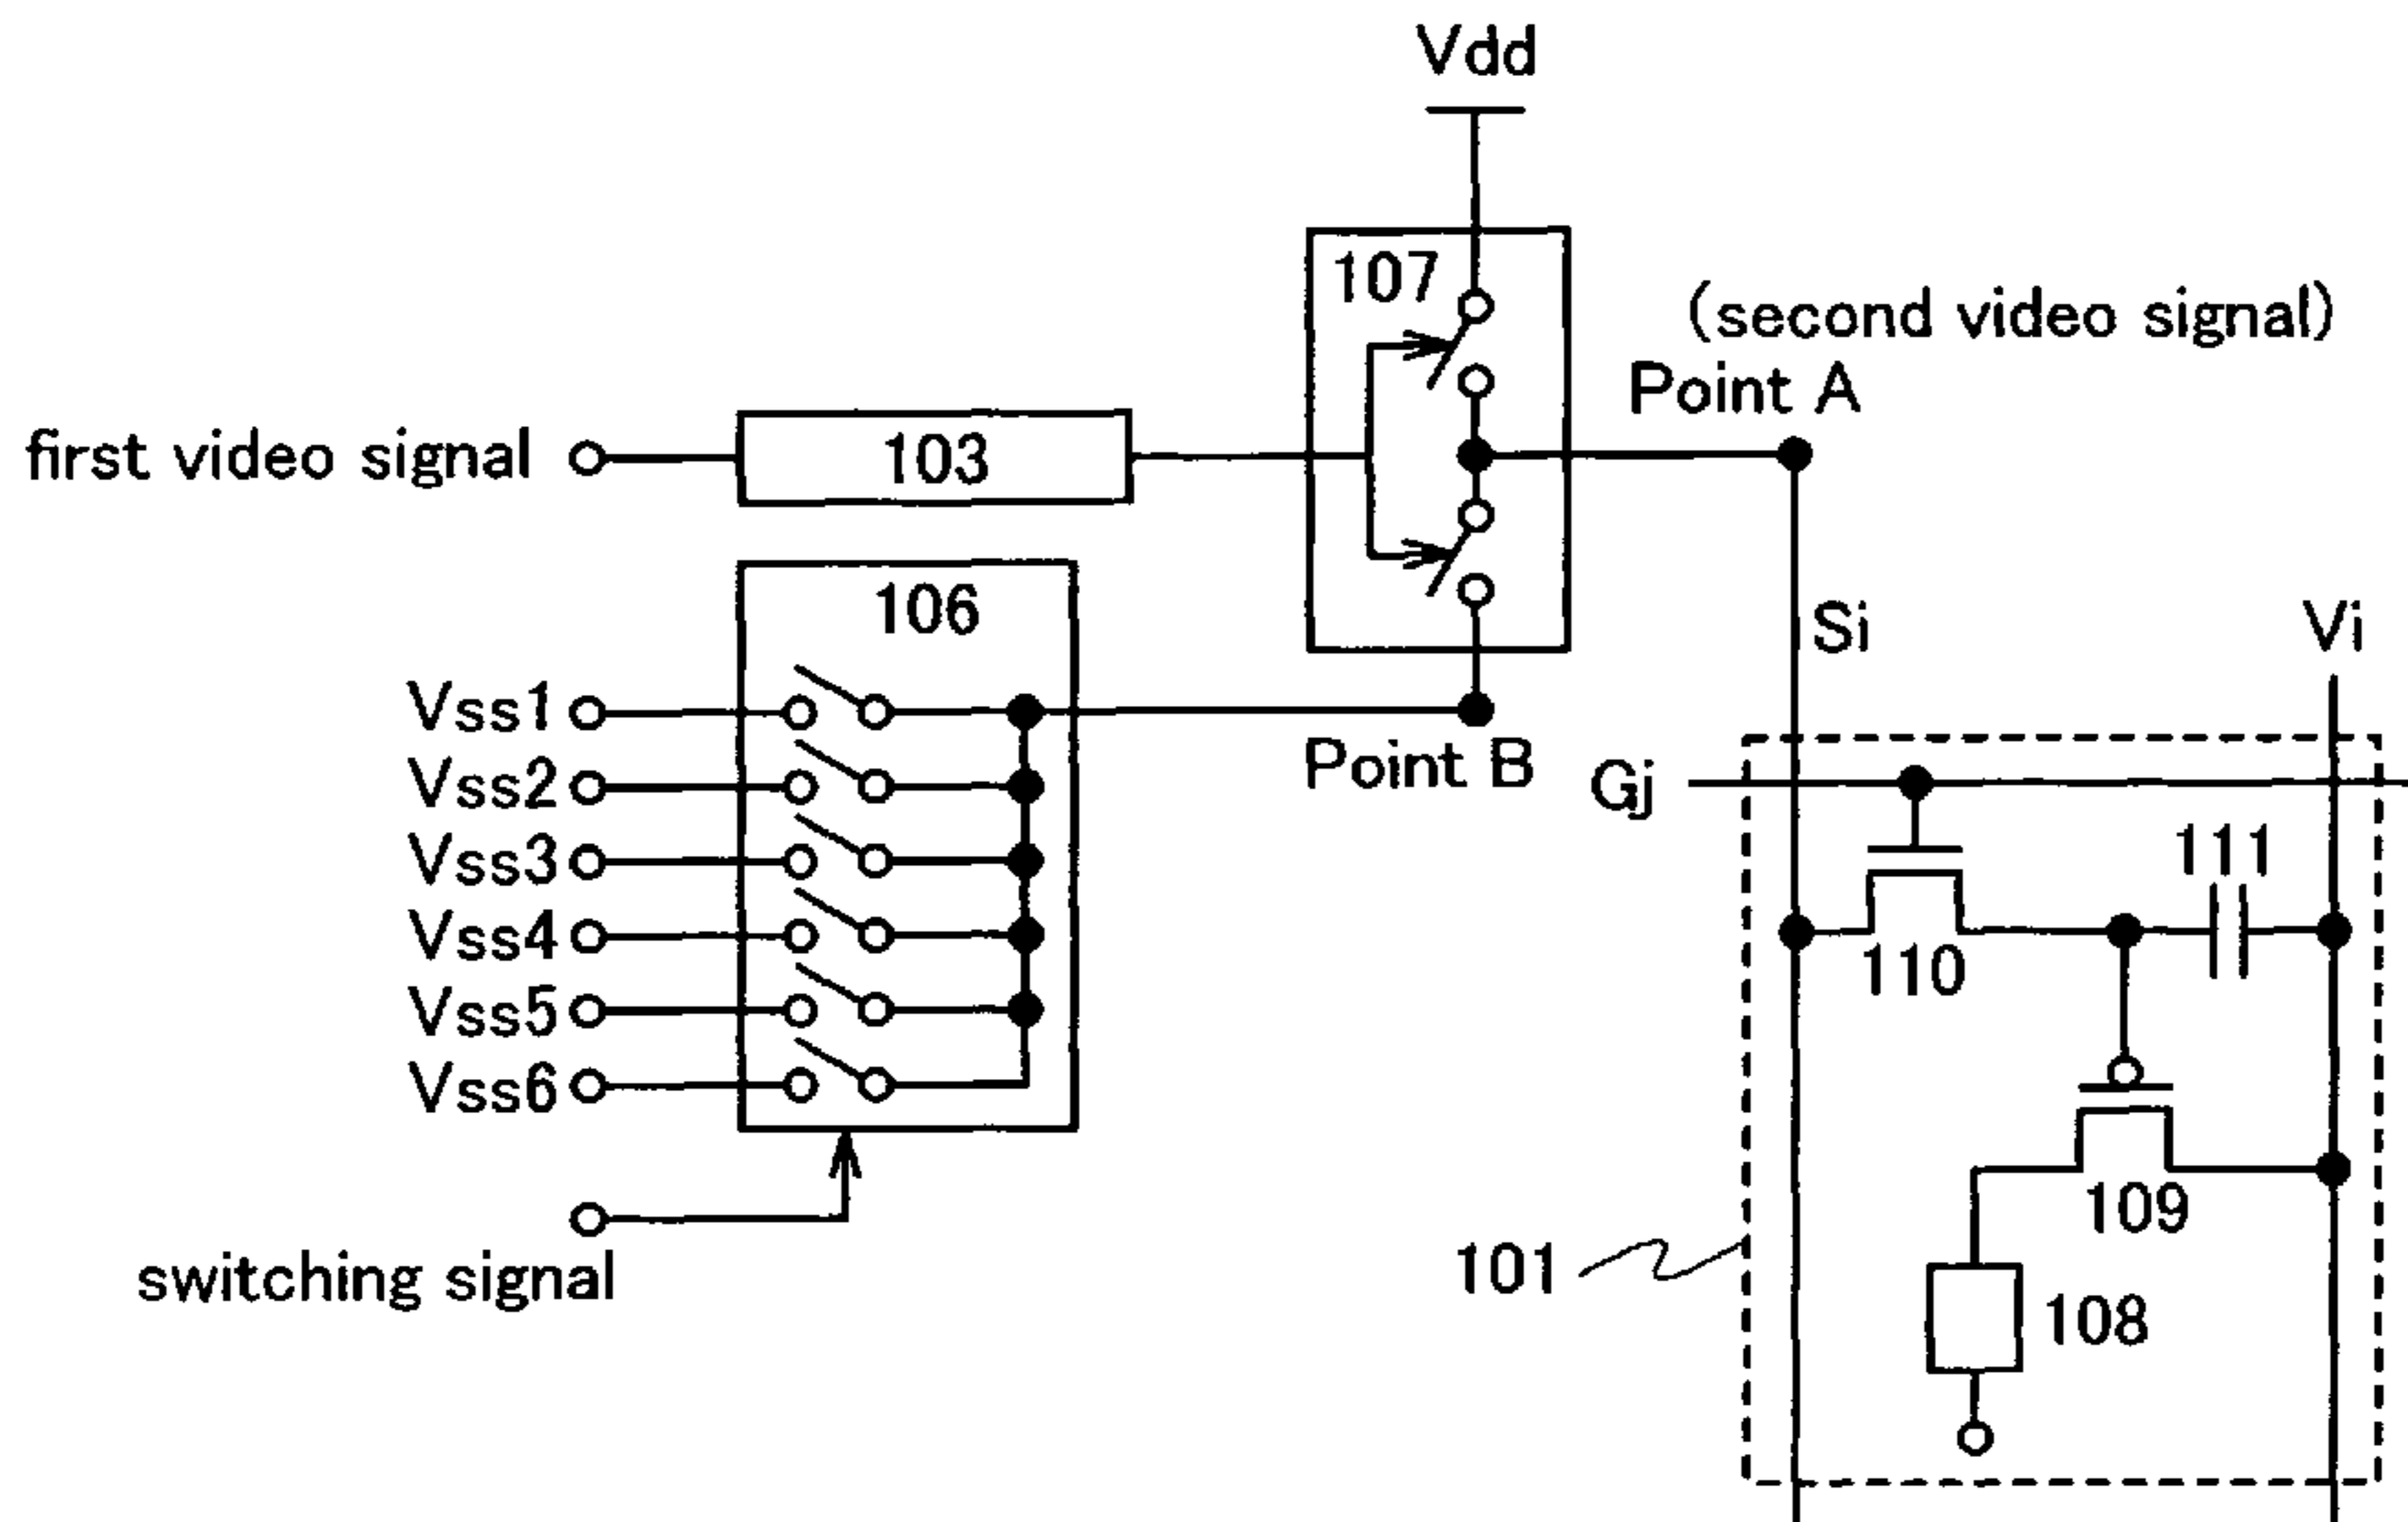 Vdd
107
(second video signal)
Point A
first video signal
103
106
Si
Vi
Vss1
Vss2
Vss3
Vss4
Vss5
Vss6
Point B
Gj
111
110
109
101
108
switching signal